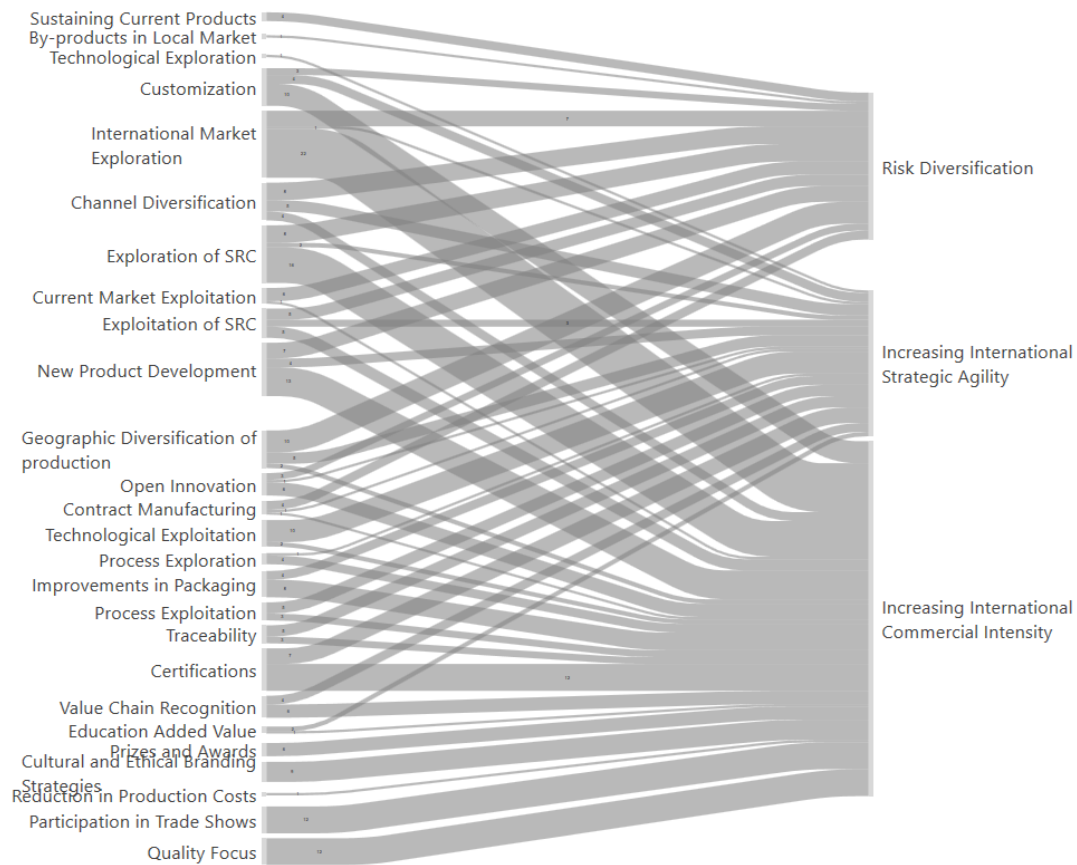 Sustaining Current Products
By-products in Local Market
Technological Exploration
Customization
International Market
Exploration
Channel Diversification
Exploration of SRC
Current Market Exploitation
Exploitation of SRC
New Product Development
Geographic Diversification of
production
Open Innovation
Contract Manufacturing
Technological Exploitation
Process Exploration
Improvements in Packaging
Process Exploitation
Traceability
Certifications
Value Chain Recognition
Education Added Value
Prizes and Awards
Cultural and Ethical Branding
Strategies
Reduction in Production Costs
Participation in Trade Shows
Quality Focus
7
22
Risk Diversification
Increasing International
Strategic Agility
Increasing International
Commercial Intensity